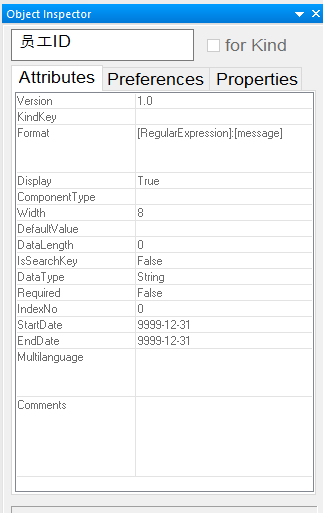 Object Inspector
员工ID
for Kind
Attributes Preferences Properties
Version 1.0
KindKey
Format [RegularExpression]:[message]
Display True
ComponentType
Width 8
DefaultValue
DataLength 0
IsSearchKey False
DataType String
Required False
IndexNo 0
StartDate 9999-12-31
EndDate 9999-12-31
Multilanguage
Comments